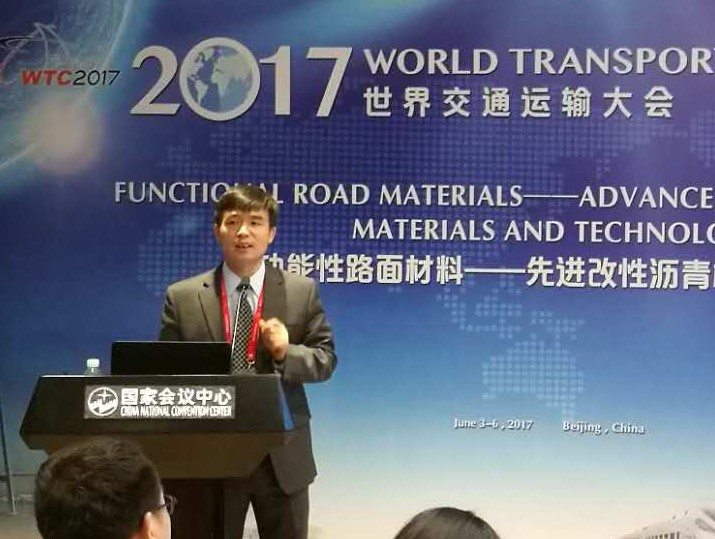 WTC2017
2017 WORLD TRANSPOR
世界交通运输大会
FUNCTIONAL ROAD MATERIALS——ADVANCE
MATERIALS AND TECHNOLO
功能性路面材料——先进改性沥青
June 3-6, 2017 Beijing, China
国家会议中心
CHINA NATIONAL CONVENTION CENTER